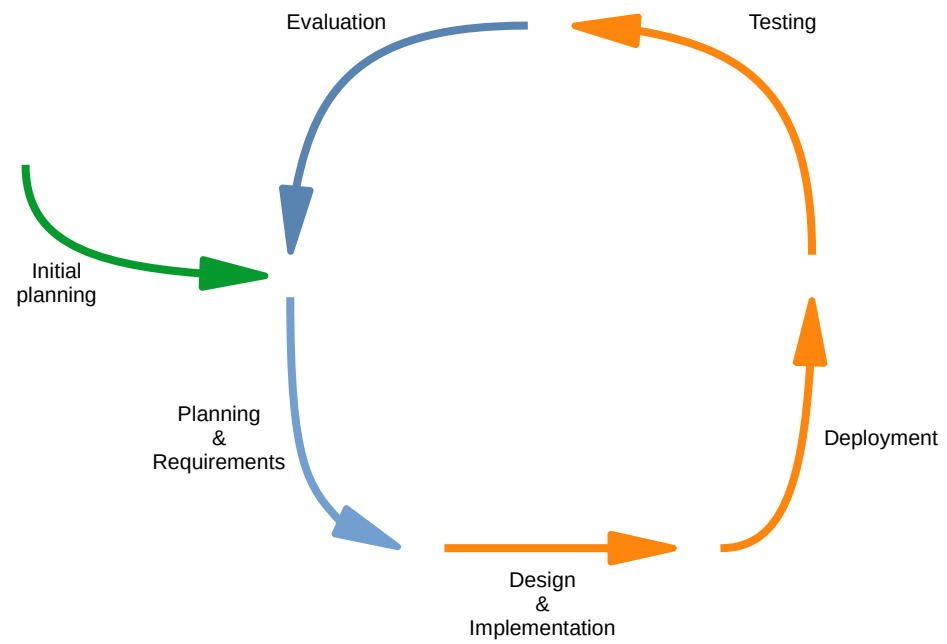 Evaluation
Testing
Initial
planning
Planning
&
Requirements
Deployment
Design
&
Implementation